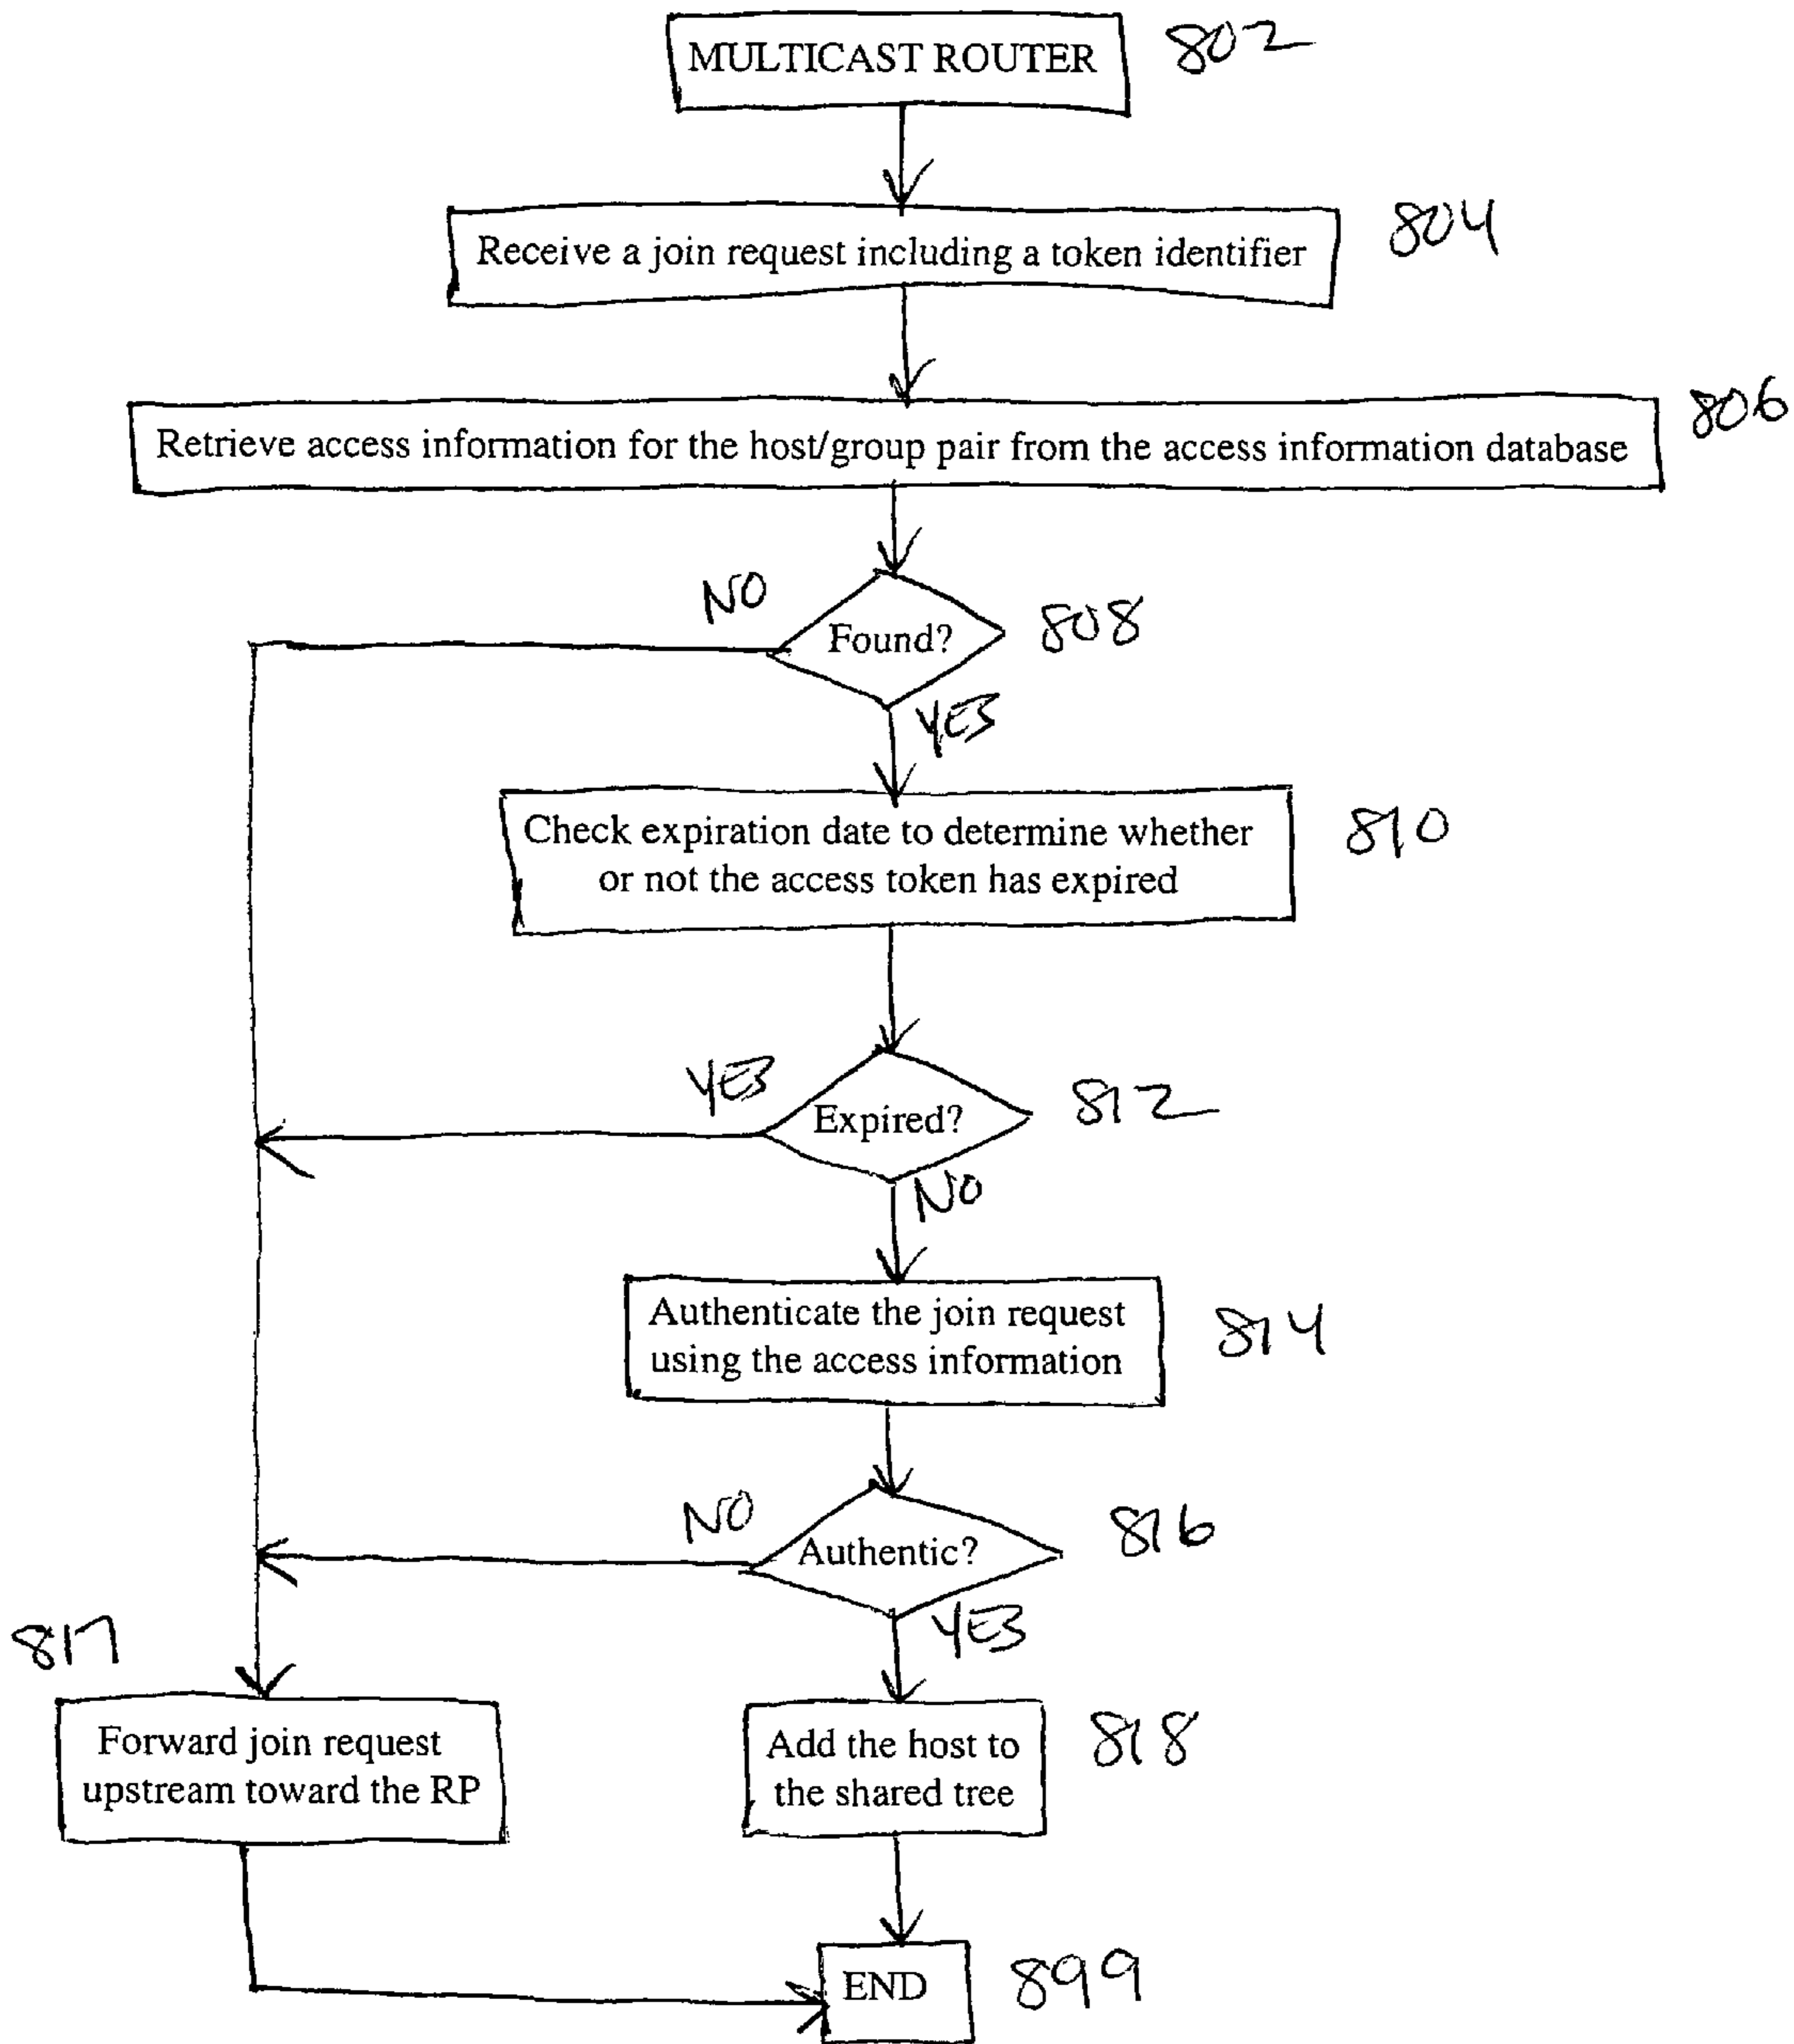 MULTICAST ROUTER 802
Receive a join request including a token identifier 804
Retrieve access information for the host/group pair from the access information database 806
NO
Found? 808
YES
Check expiration date to determine whether 810
or not the access token has expired
YES
Expired? 812
NO
Authenticate the join request 814
using the access information
NO
Authentic? 816
YES
817
Forward join request
upstream toward the RP
Add the host to 818
the shared tree
END 899